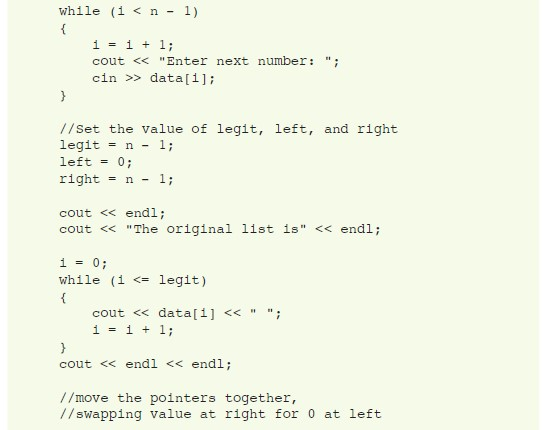 while (i < n - 1)
{
    i = i + 1;
    cout << "Enter next number: ";
    cin >> data[i];
}

//Set the value of legit, left, and right
legit = n - 1;
left = 0;
right = n - 1;

cout << endl;
cout << "The original list is" << endl;

i = 0;
while (i <= legit)
{
    cout << data[i] << " ";
    i = i + 1;
}
cout << endl << endl;

//move the pointers together,
//swapping value at right for 0 at left